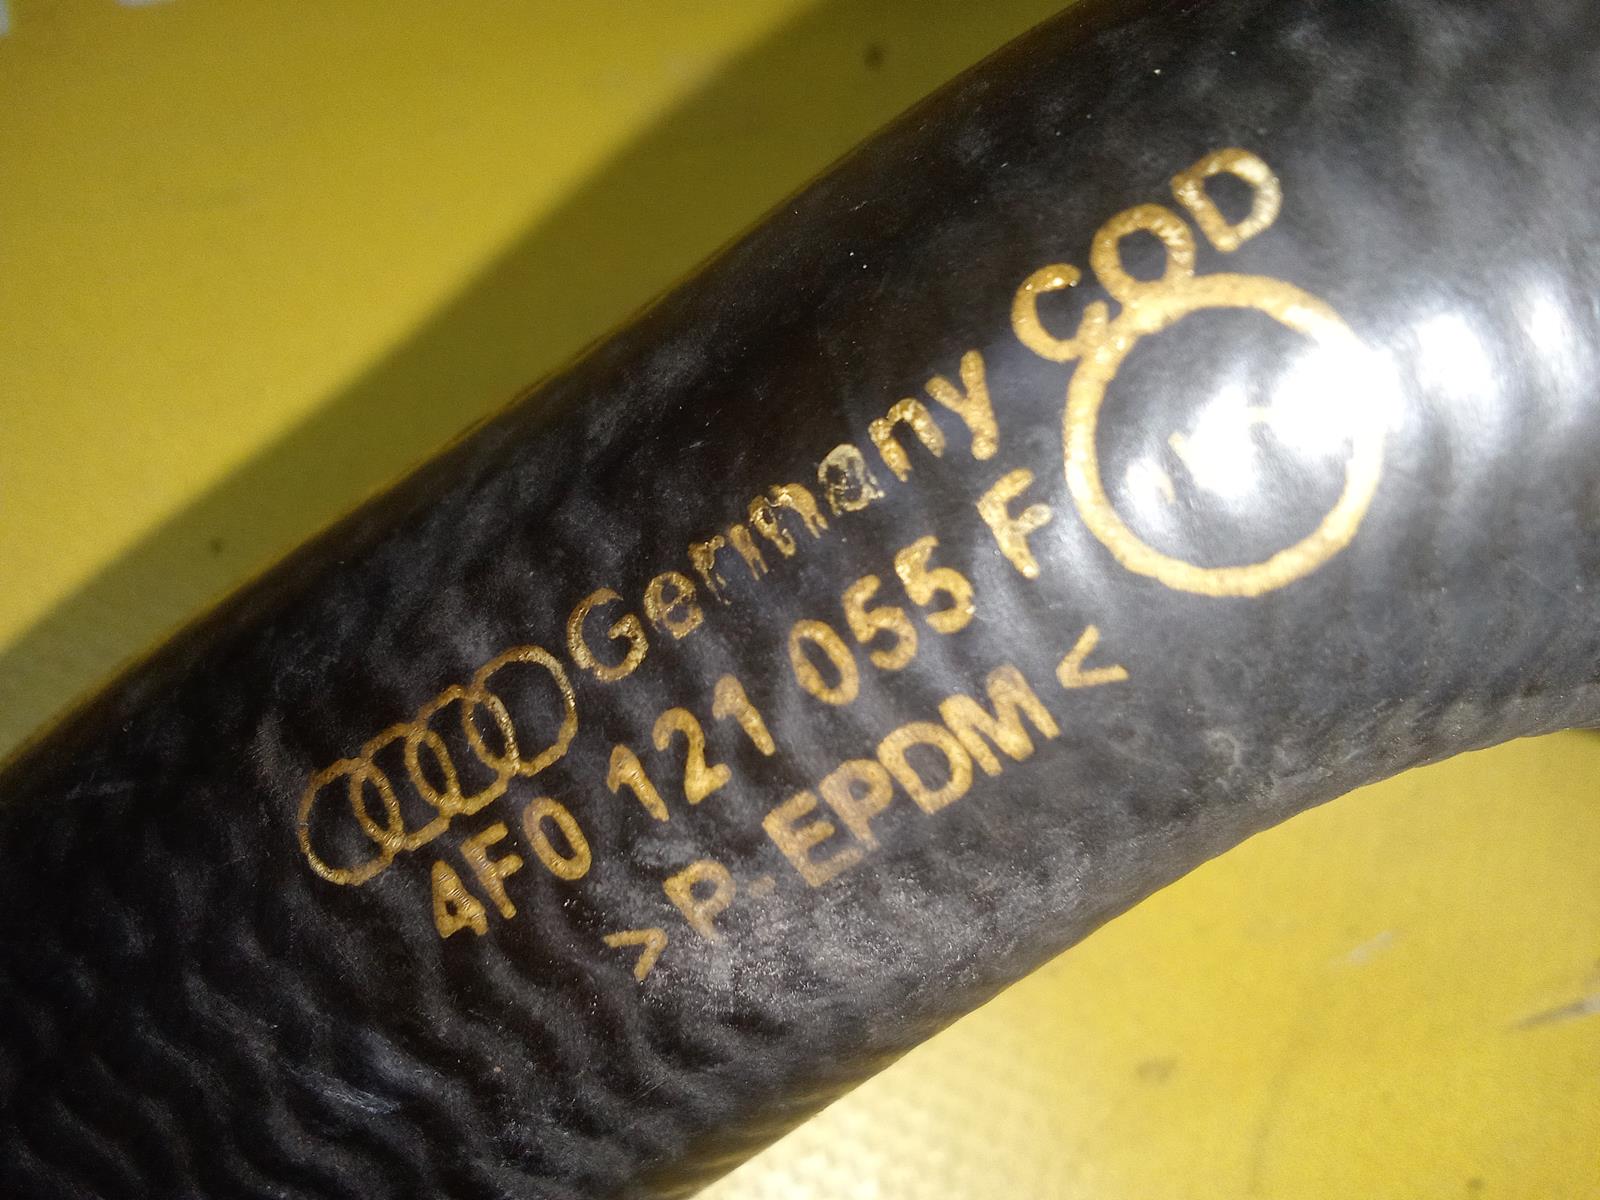 Germany COD
4F0 121 055 F
>P-EPDM<